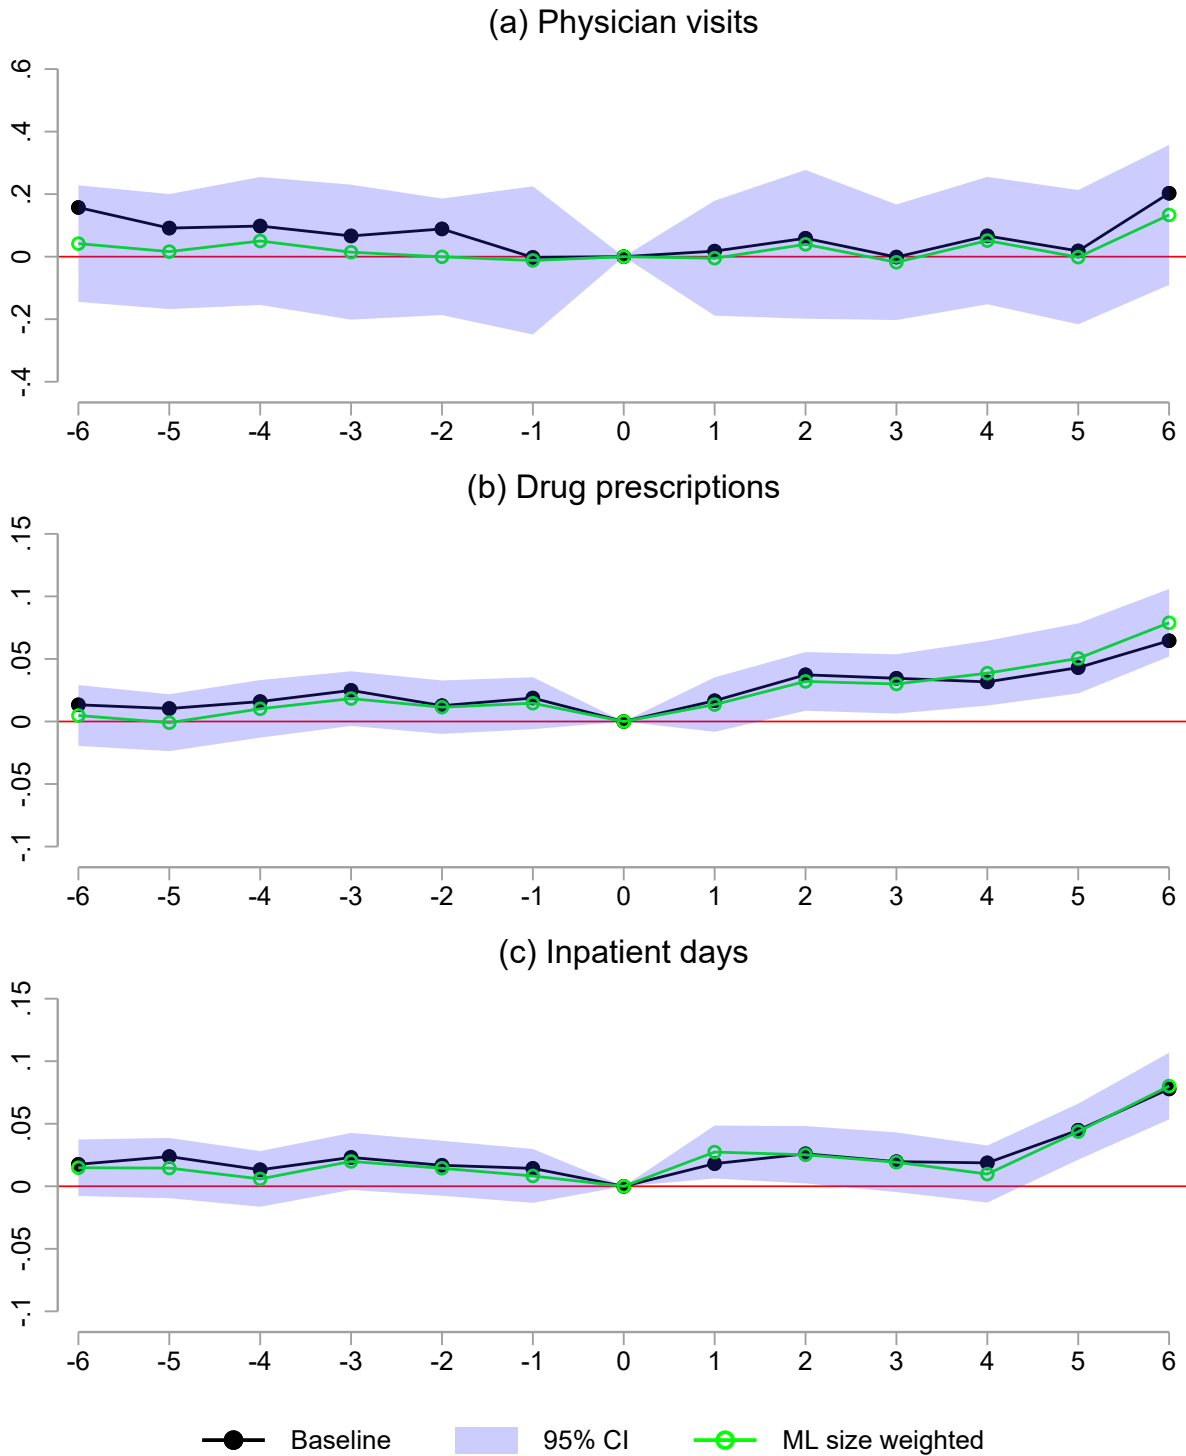 (a) Physician visits
.6
.4
.2
0
-.2
-.4
-6 -5 -4 -3 -2 -1 0 1 2 3 4 5 6
(b) Drug prescriptions
.15
.1
.05
0
-.05
-.1
-6 -5 -4 -3 -2 -1 0 1 2 3 4 5 6
(c) Inpatient days
.15
.1
.05
0
-.05
-.1
-6 -5 -4 -3 -2 -1 0 1 2 3 4 5 6
Baseline 95% CI ML size weighted